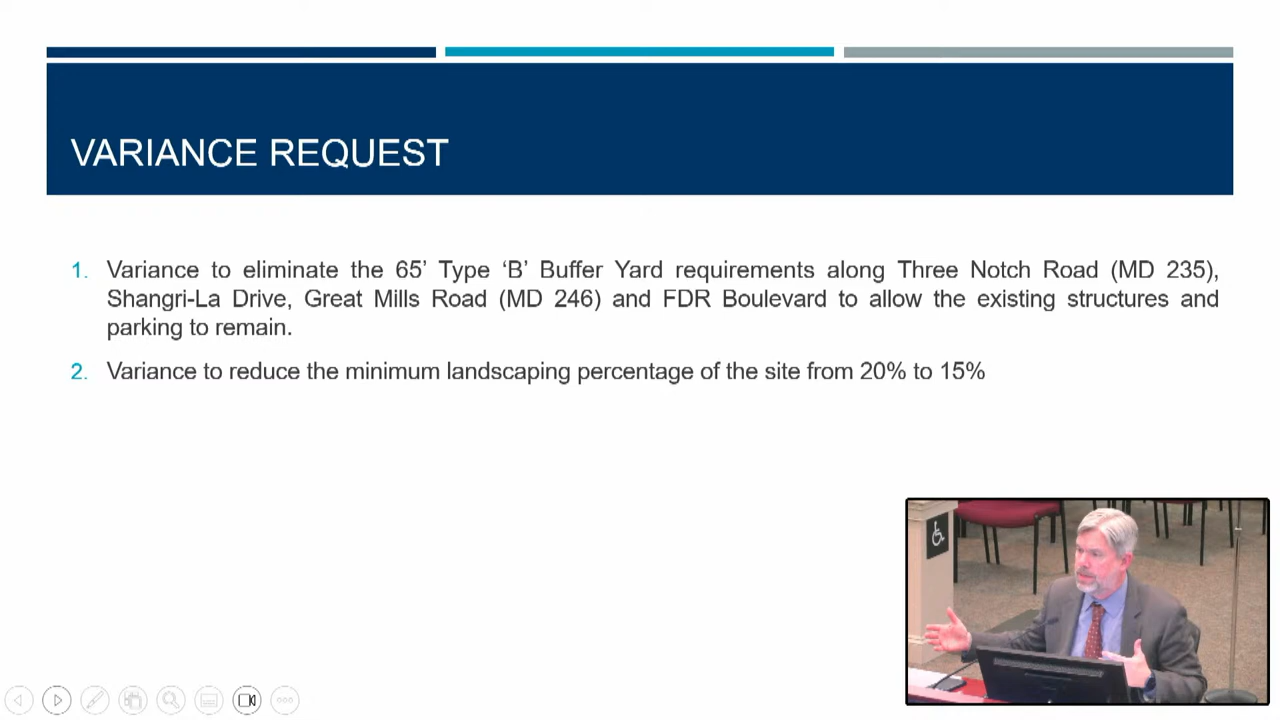 VARIANCE REQUEST
1. Variance to eliminate the 65’ Type ‘B’ Buffer Yard requirements along Three Notch Road (MD 235),
Shangri-La Drive, Great Mills Road (MD 246) and FDR Boulevard to allow the existing structures and
parking to remain.
2. Variance to reduce the minimum landscaping percentage of the site from 20% to 15%